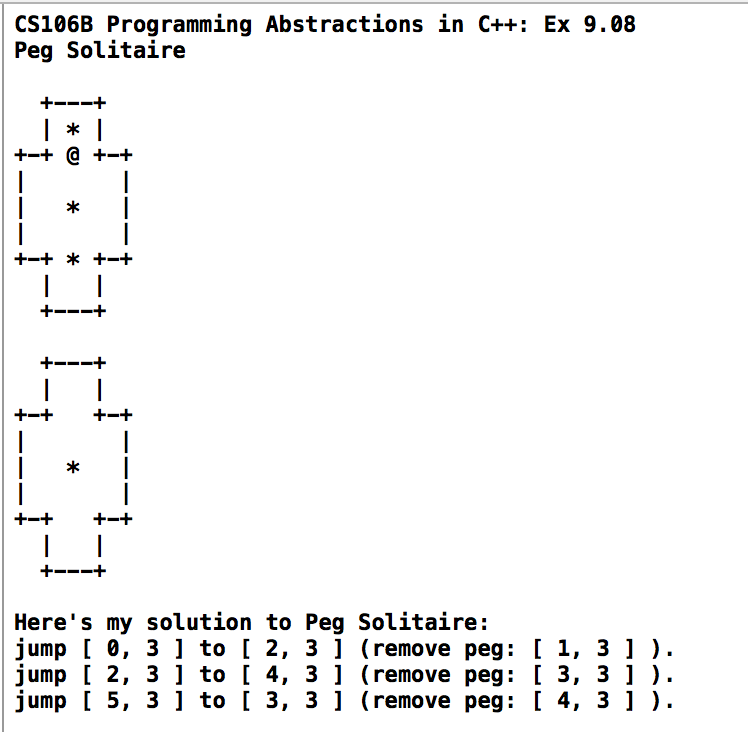 CS106B Programming Abstractions in C++: Ex 9.08
Peg Solitaire

  +---+
  | * |
+-+ @ +-+
|       |
|   *   |
|       |
+-+ * +-+
  |   |
  +---+

  +---+
  |   |
+-+   +-+
|       |
|   *   |
|       |
+-+   +-+
  |   |
  +---+

Here's my solution to Peg Solitaire:
jump [ 0, 3 ] to [ 2, 3 ] (remove peg: [ 1, 3 ] ).
jump [ 2, 3 ] to [ 4, 3 ] (remove peg: [ 3, 3 ] ).
jump [ 5, 3 ] to [ 3, 3 ] (remove peg: [ 4, 3 ] ).